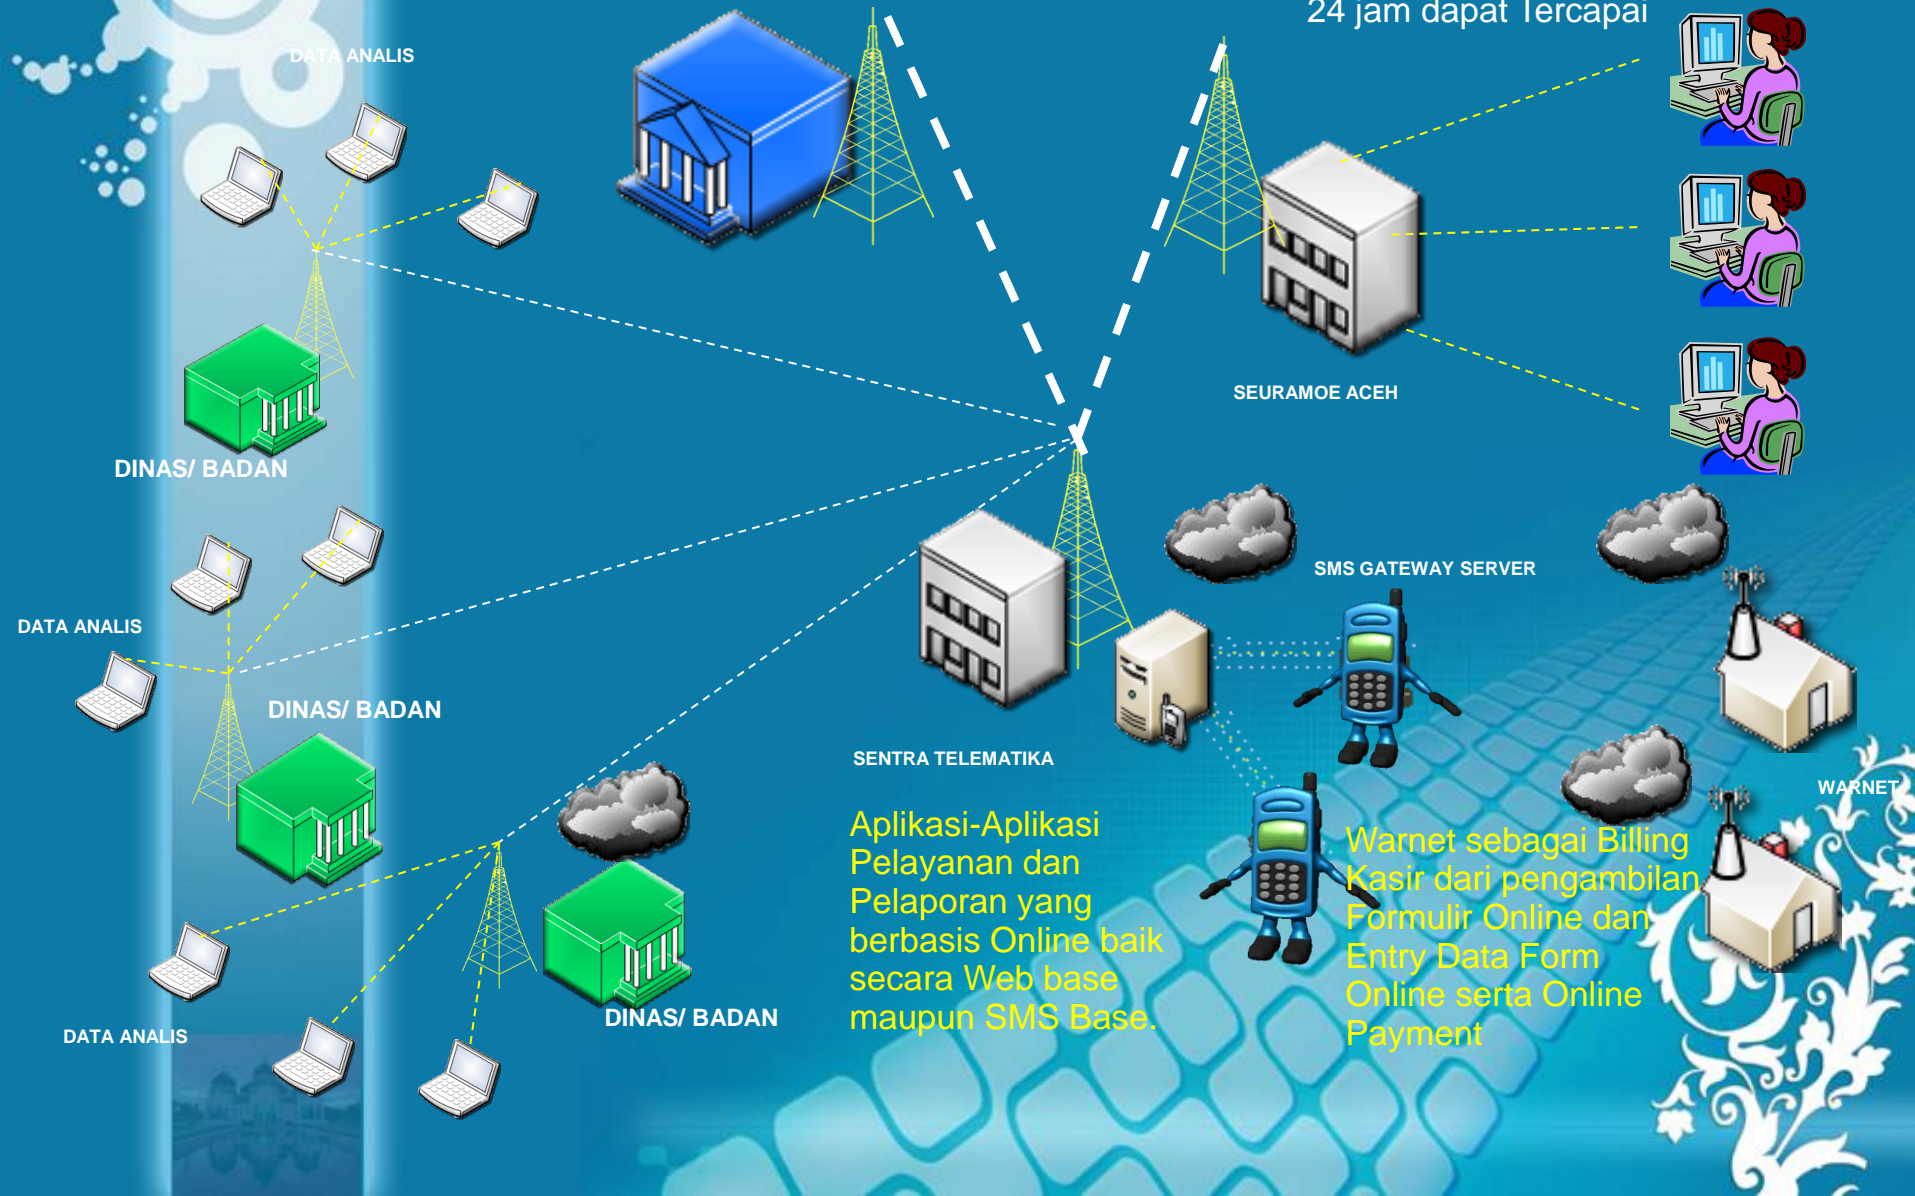 24 jam dapat Tercapai
DATA ANALIS
SEURAMOE ACEH
DINAS/ BADAN
SMS GATEWAY SERVER
DATA ANALIS
DINAS/ BADAN
SENTRA TELEMATIKA
WARNET
Aplikasi-Aplikasi
Pelayanan dan
Pelaporan yang
berbasis Online baik
secara Web base
maupun SMS Base.
Warnet sebagai Billing
Kasir dari pengambilan
Formulir Online dan
Entry Data Form
Online serta Online
Payment
DINAS/ BADAN
DATA ANALIS